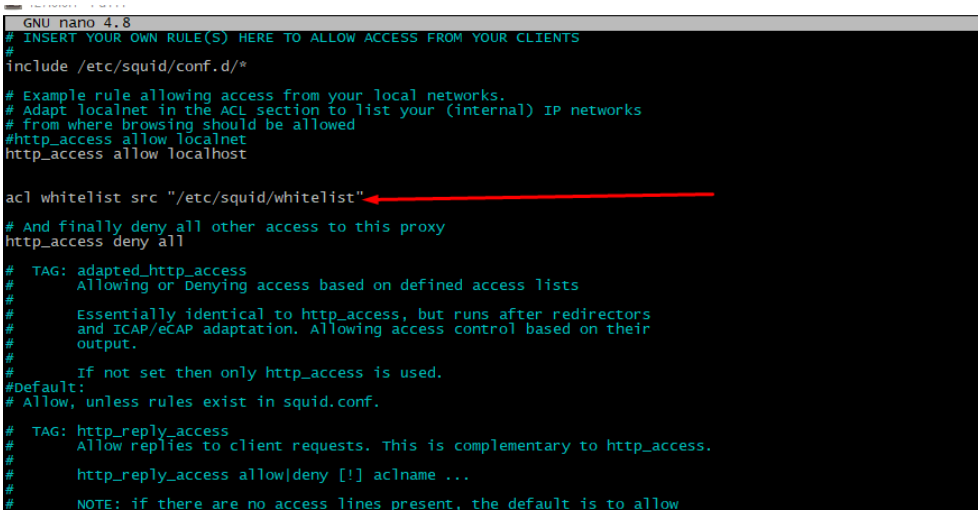 GNU nano 4.8
# INSERT YOUR OWN RULE(S) HERE TO ALLOW ACCESS FROM YOUR CLIENTS
#
include /etc/squid/conf.d/*
# Example rule allowing access from your local networks.
# Adapt localnet in the ACL section to list your (internal) IP networks
# from where browsing should be allowed
#http_access allow localnet
http_access allow localhost
acl whitelist src "/etc/squid/whitelist"
# And finally deny all other access to this proxy
http_access deny all
#  TAG: adapted_http_access
#       Allowing or Denying access based on defined access lists
#
#       Essentially identical to http_access, but runs after redirectors
#       and ICAP/eCAP adaptation. Allowing access control based on their
#       output.
#
#       If not set then only http_access is used.
#Default:
# Allow, unless rules exist in squid.conf.
#
#  TAG: http_reply_access
#       Allow replies to client requests. This is complementary to http_access.
#
#       http_reply_access allow|deny [!] aclname ...
#
#       NOTE: if there are no access lines present, the default is to allow